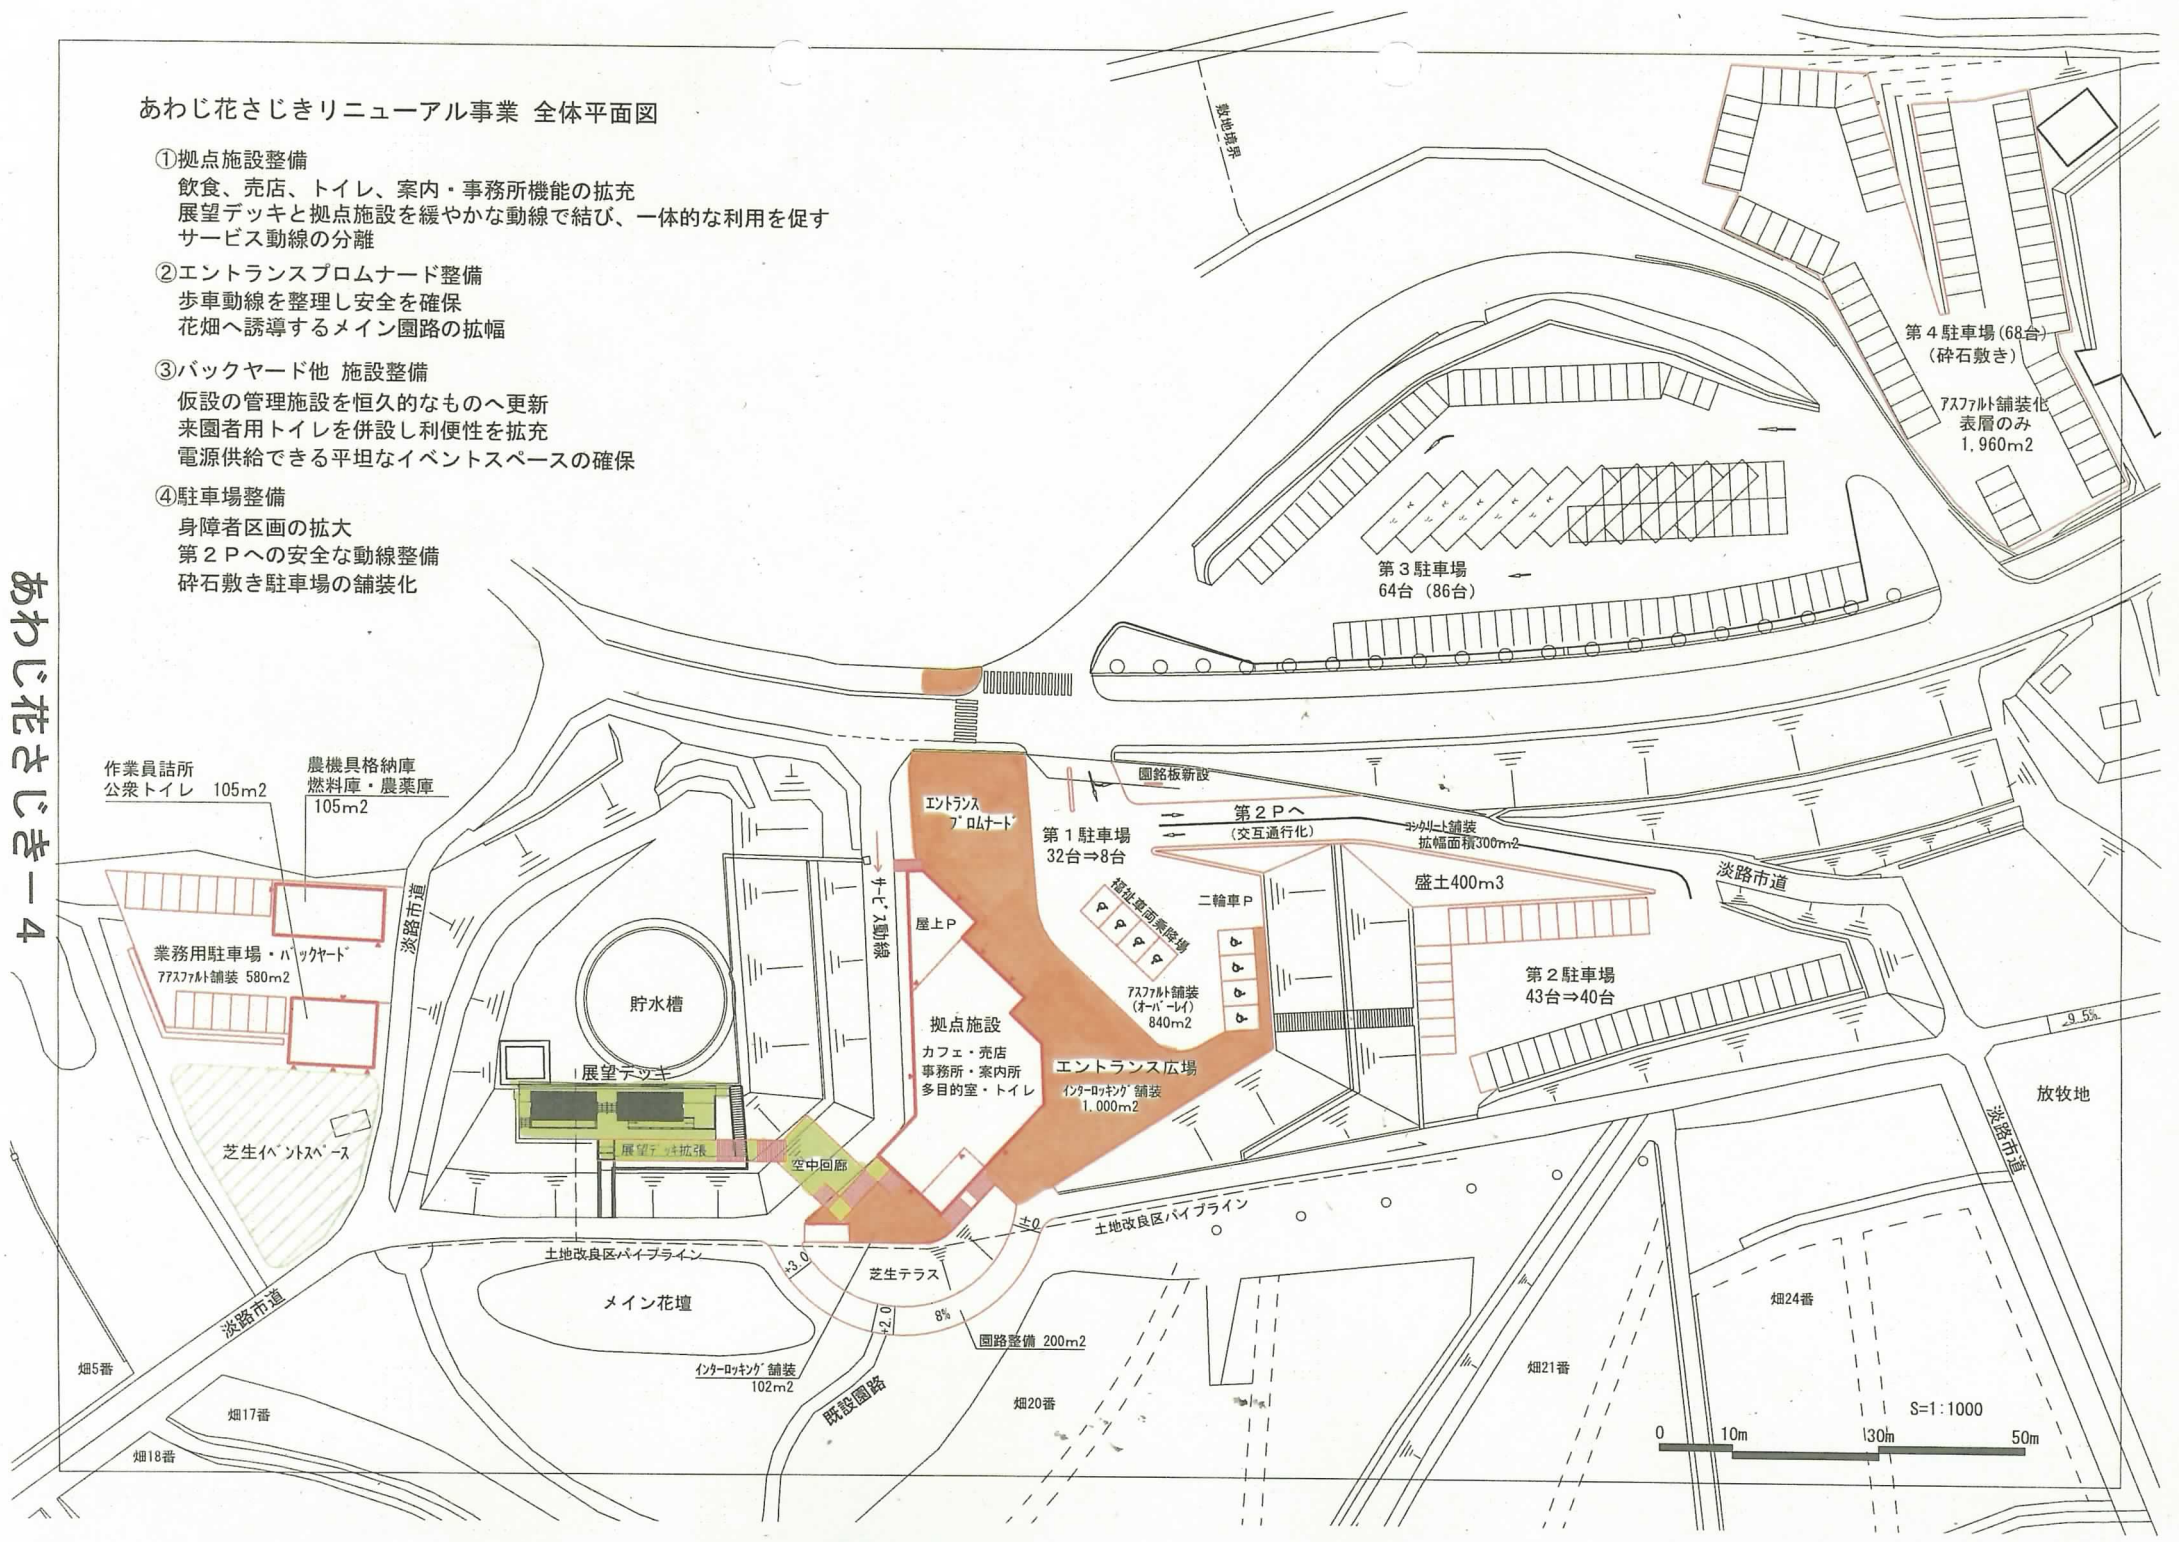 あわじ花さじきリニューアル事業 全体平面図
①拠点施設整備
飲食、売店、トイレ、案内・事務所機能の拡充
展望デッキと拠点施設を緩やかな動線で結び、一体的な利用を促す
サービス動線の分離
②エントランスプロムナード整備
歩車動線を整理し安全を確保
花畑へ誘導するメイン園路の拡幅
③バックヤード他 施設整備
仮設の管理施設を恒久的なものへ更新
来園者用トイレを併設し利便性を拡充
電源供給できる平坦なイベントスペースの確保
④駐車場整備
身障者区画の拡大
第2Pへの安全な動線整備
砕石敷き駐車場の舗装化
あわじ花さじき－4
敷地境界
第4駐車場(68台)
(砕石敷き)
ｱｽﾌｧﾙﾄ舗装化
表層のみ
1,960m2
第3駐車場
64台 (86台)
作業員詰所
公衆トイレ 105m2
農機具格納庫
燃料庫・農薬庫
105m2
業務用駐車場・ﾊﾞｯｸﾔｰﾄﾞ
ｱｱｽﾌｧﾙﾄ舗装 580m2
芝生ｲﾍﾞﾝﾄｽﾍﾟｰｽ
淡路市道
貯水槽
展望デッキ
展望ﾃﾞｯｷ拡張
空中回廊
サービス動線
ｴﾝﾄﾗﾝｽ
ﾌﾟﾛﾑﾅｰﾄﾞ
屋上P
拠点施設
カフェ・売店
事務所・案内所
多目的室・トイレ
エントランス広場
ｲﾝﾀｰﾛｯｷﾝｸﾞ舗装
1,000m2
園銘板新設
第2Pへ
(交互通行化)
第1駐車場
32台⇒8台
福祉車両乗降場
二輪車P
ｱｽﾌｧﾙﾄ舗装
(ｵｰﾊﾞｰﾚｲ)
840m2
ｺﾝｸﾘｰﾄ舗装
拡幅面積300m2
盛土400m3
淡路市道
第2駐車場
43台⇒40台
9.5%
放牧地
淡路市道
土地改良区パイプライン
土地改良区パイプライン
±0
+3.0
+2.0
8%
芝生テラス
メイン花壇
園路整備 200m2
ｲﾝﾀｰﾛｯｷﾝｸﾞ舗装
102m2
既設園路
淡路市道
畑5番
畑17番
畑18番
畑20番
畑21番
畑24番
S=1:1000
0 10m 30m 50m